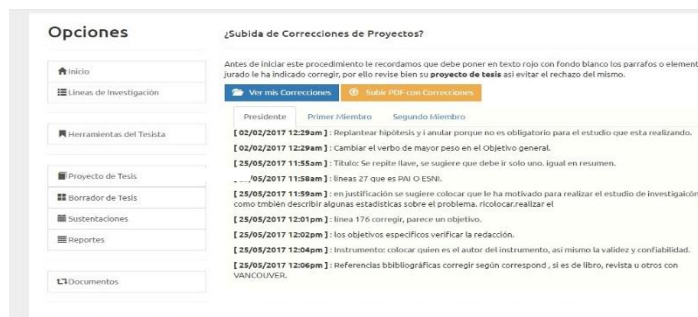 Opciones
Inicio
Líneas de Investigación
Herramientas del Tesista
Proyecto de Tesis
Borrador de Tesis
Sustentaciones
Reportes
Documentos
¿Subida de Correcciones de Proyectos?
Antes de iniciar este procedimiento le recordamos que debe poner en texto rojo con fondo blanco los parrafos o element
jurado le ha indicado corregir, por ello revise bien su proyecto de tesis asi evitar el rechazo del mismo.
Ver mis Correcciones Subir PDF con Correcciones
Presidente Primer Miembro Segundo Miembro
[ 02/02/2017 12:29am ] : Replantear hipótesis y i anular porque no es obligatorio para el estudio que esta realizando.
[ 02/02/2017 12:29am ] : Cambiar el verbo de mayor peso en el Objetivo general.
[ 25/05/2017 11:55am ] : Titulo: Se repite llave, se sugiere que debe ir solo uno. igual en resumen.
/05/2017 11:58am ] : líneas 27 que es PAI O ESNI.
[ 25/05/2017 11:59am ] : en justificación se sugiere colocar que le ha motivado para realizar el estudio de investigaicón
como tmbién describir algunas estadísticas sobre el problema. ricolocar.realizar el
[ 25/05/2017 12:01pm ] : línea 176 corregir, parece un objetivo.
[ 25/05/2017 12:02pm ] : los objetivos específicos verificar la redacción.
[ 25/05/2017 12:04pm ] : Instrumento: colocar quien es el autor del instrumento, asi mismo la validez y confiabilidad.
[ 25/05/2017 12:06pm ] : Referencias bbibliográficas corregir según correspond , si es de libro, revista u otros con
VANCOUVER.